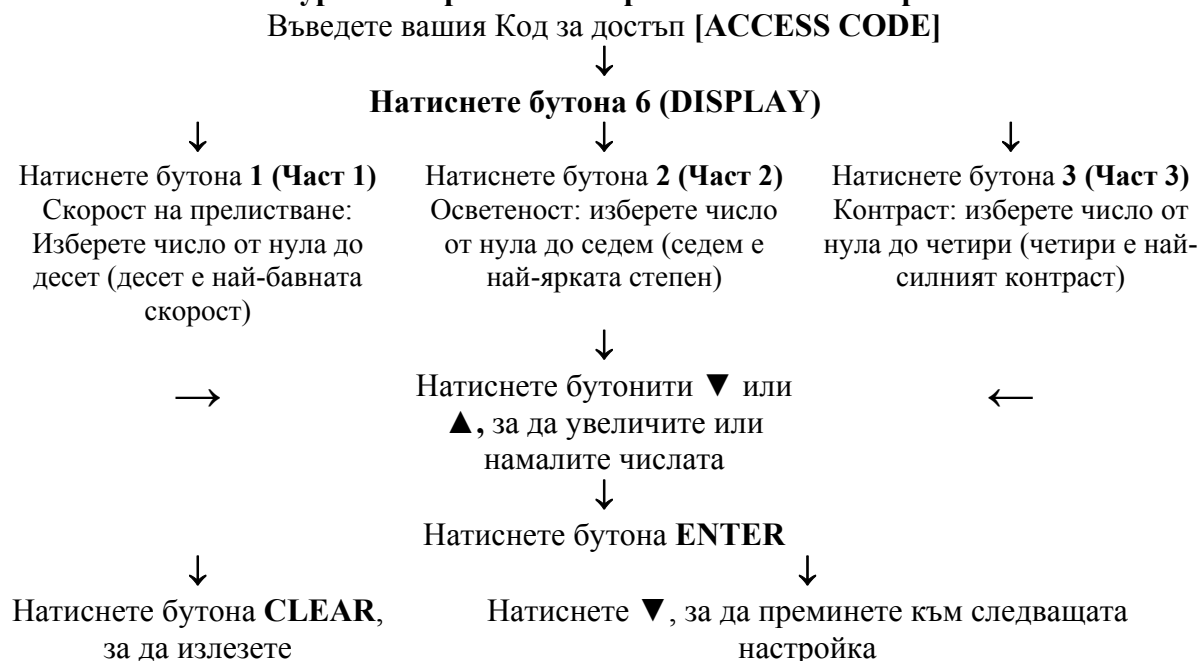 Въведете вашия Код за достъп [ACCESS CODE]
↓
Натиснете бутона 6 (DISPLAY)
↓ ↓ ↓
Натиснете бутона 1 (Част 1)
Скорост на прелистване:
Изберете число от нула до
десет (десет е най-бавната
скорост)
Натиснете бутона 2 (Част 2)
Осветеност: изберете число
от нула до седем (седем е
най-ярката степен)
Натиснете бутона 3 (Част 3)
Контраст: изберете число от
нула до четири (четири е най-
силният контраст)
↓
→
Натиснете бутонити ▼ или
▲, за да увеличите или
намалите числата
←
↓
Натиснете бутона ENTER
↓ ↓
Натиснете бутона CLEAR,
за да излезете
Натиснете ▼, за да преминете към следващата
настройка